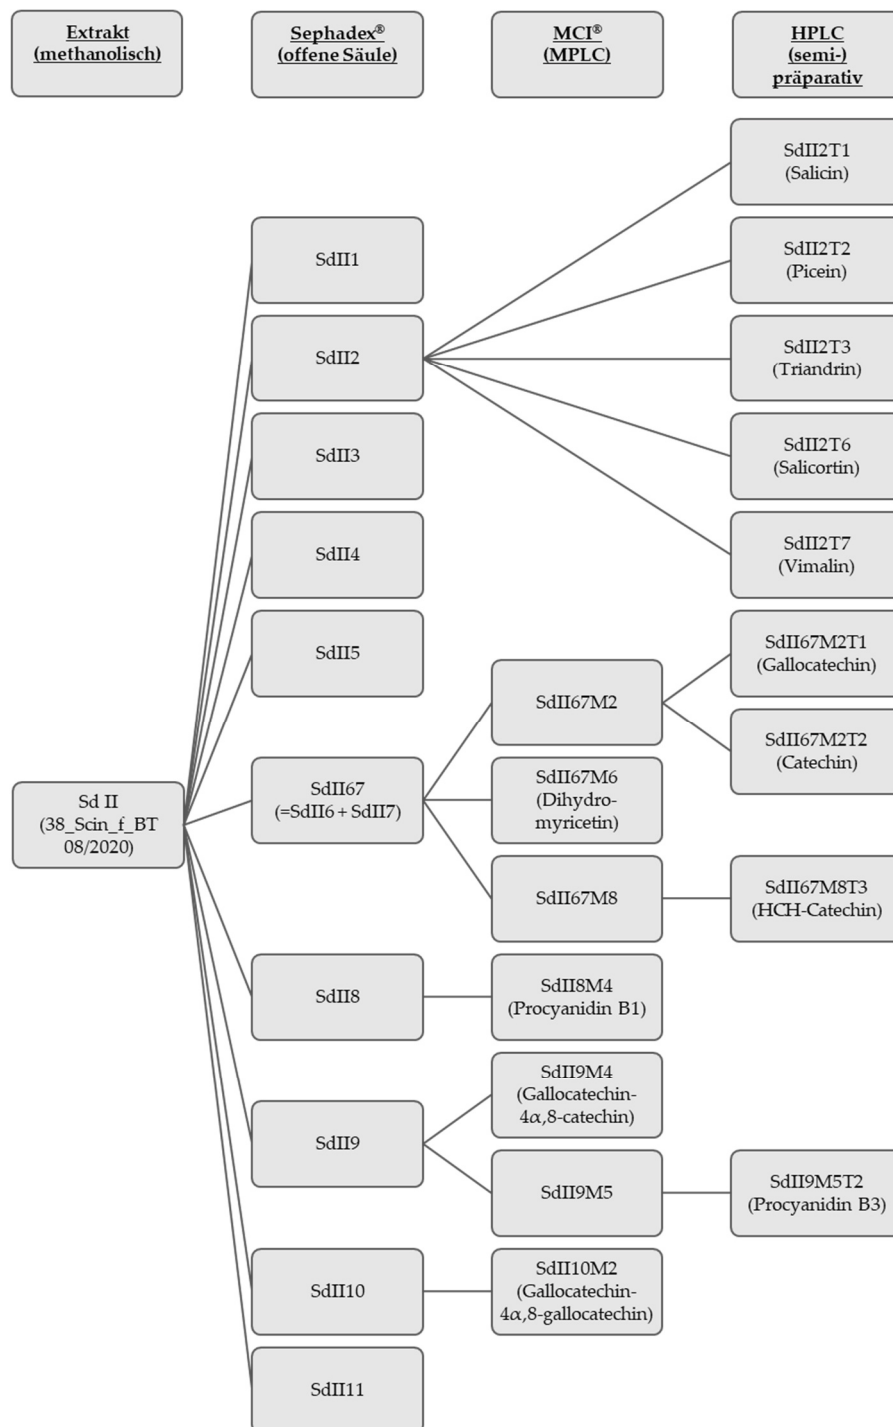 Extrakt
(methanolisch)
Sephadex®
(offene Säule)
MCI®
(MPLC)
HPLC
(semi-)
präparativ
SdII2T1
(Salicin)
SdII1
SdII2T2
(Picein)
SdII2
SdII2T3
(Triandrin)
SdII3
SdII2T6
(Salicortin)
SdII4
SdII2T7
(Vimalin)
SdII5
SdII67M2
SdII67M2T1
(Gallocatechin)
SdII67M2T2
(Catechin)
Sd II
(38_Scin_f_BT
08/2020)
SdII67
(=SdII6 + SdII7)
SdII67M6
(Dihydro-
myricetin)
SdII67M8
SdII67M8T3
(HCH-Catechin)
SdII8
SdII8M4
(Procyanidin B1)
SdII9
SdII9M4
(Gallocatechin-
4α,8-catechin)
SdII9M5
SdII9M5T2
(Procyanidin B3)
SdII10
SdII10M2
(Gallocatechin-
4α,8-gallocatechin)
SdII11